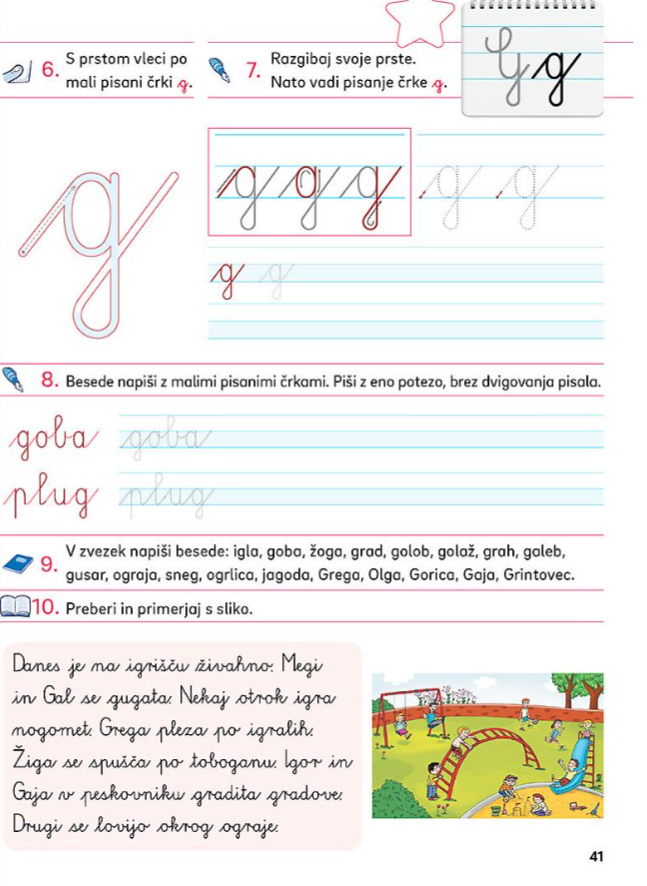 6. S prstom vleci po
mali pisani črki g.
7. Razgibaj svoje prste.
Nato vadi pisanje črke g.
G g
g g g g g
g g
8. Besede napiši z malimi pisanimi črkami. Piši z eno potezo, brez dvigovanja pisala.
goba goba
plug plug
9. V zvezek napiši besede: igla, goba, žoga, grad, golob, golaž, grah, galeb,
gusar, ograja, sneg, ogrlica, jagoda, Grega, Olga, Gorica, Gaja, Grintovec.
10. Preberi in primerjaj s sliko.
Danes je na igrišču živahno. Megi
in Gal se gugata. Nekaj otrok igra
nogomet. Grega pleza po igralih.
Žiga se spušča po toboganu. Igor in
Gaja v peskovniku gradita gradove.
Drugi se lovijo okrog ograje.
41